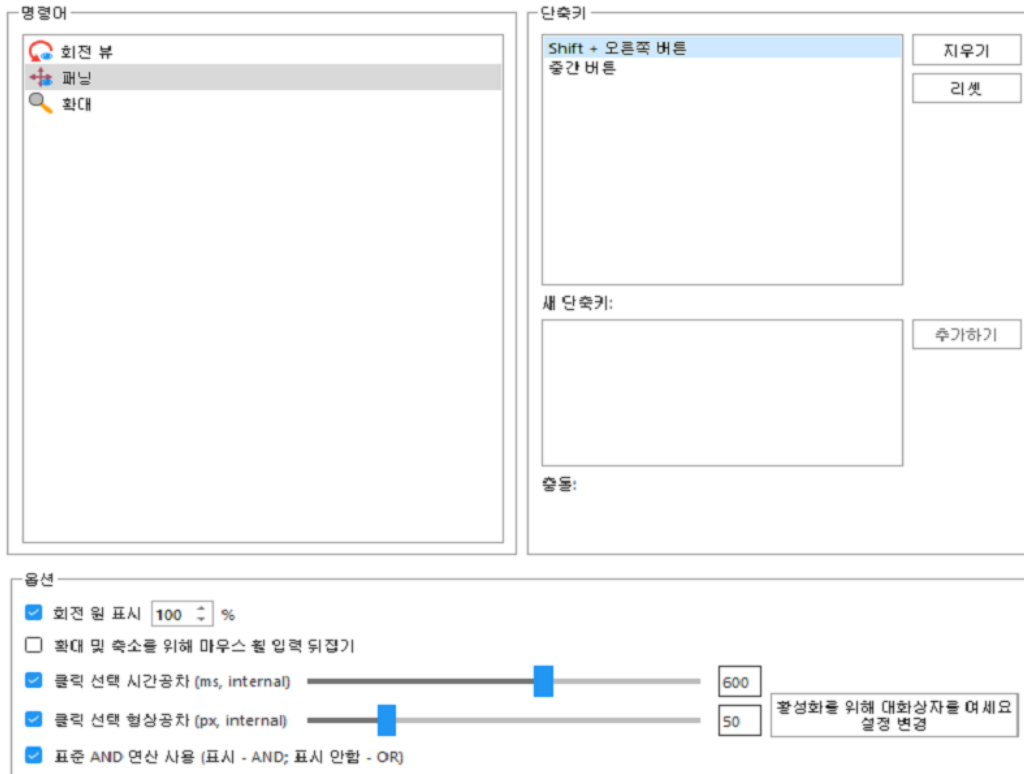 명령어
회전 뷰
패닝
확대
단축키
Shift + 오른쪽 버튼
중간 버튼
지우기
리셋
새 단축키:
추가하기
충돌:
옵션
회전 원 표시 100 %
확대 및 축소를 위해 마우스 휠 입력 뒤집기
클릭 선택 시간공차 (ms, internal) 600
클릭 선택 형상공차 (px, internal) 50
활성화를 위해 대화상자를 여세요
설정 변경
표준 AND 연산 사용 (표시 - AND; 표시 안함 - OR)